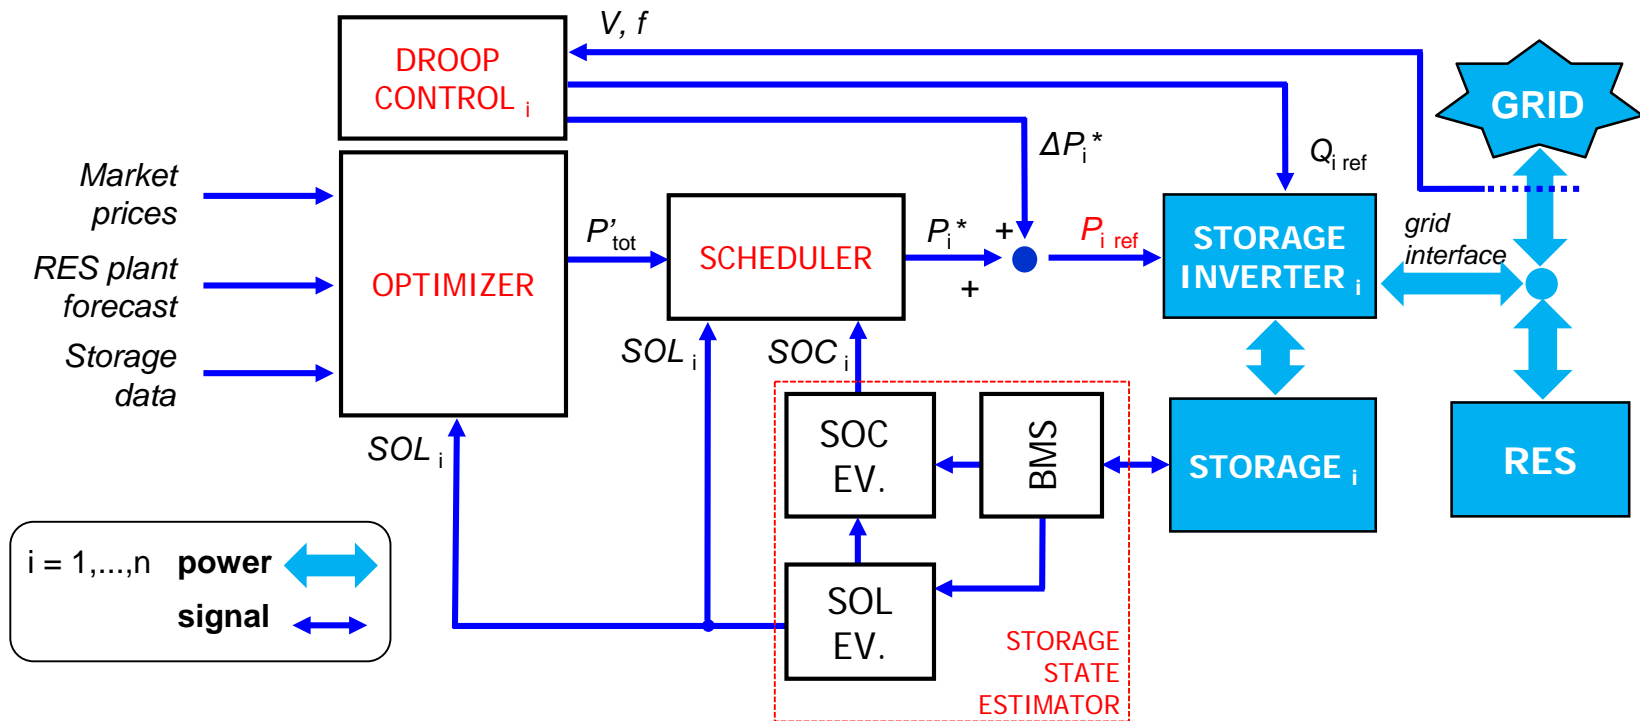 V, f
DROOP
CONTROL i
GRID
ΔPi*
Qi ref
Market
prices
RES plant
forecast
Storage
data
OPTIMIZER
P'tot
SCHEDULER
Pi*
+
+
Pi ref
STORAGE
INVERTER i
grid
interface
SOL i
SOC i
SOL i
SOC
EV.
BMS
STORAGE i
RES
SOL
EV.
STORAGE
STATE
ESTIMATOR
i = 1,...,n power
signal